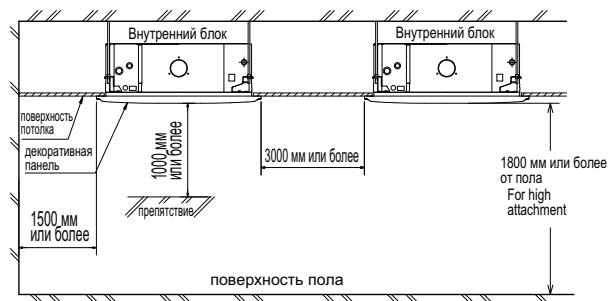 Внутренний блок
Внутренний блок
поверхность
потолка
декоративная
панель
1000 мм
или более
3000 мм или более
1800 мм или более
от пола
For high
attachment
препятствие
1500 мм
или более
поверхность пола